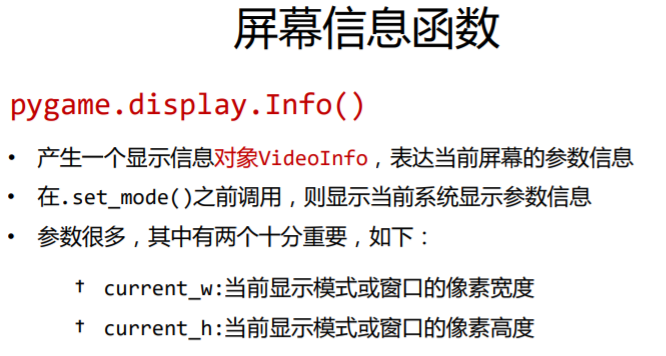 屏幕信息函数
pygame.display.Info()
• 产生一个显示信息对象VideoInfo，表达当前屏幕的参数信息
• 在.set_mode()之前调用，则显示当前系统显示参数信息
• 参数很多，其中有两个十分重要，如下：
† current_w:当前显示模式或窗口的像素宽度
† current_h:当前显示模式或窗口的像素高度